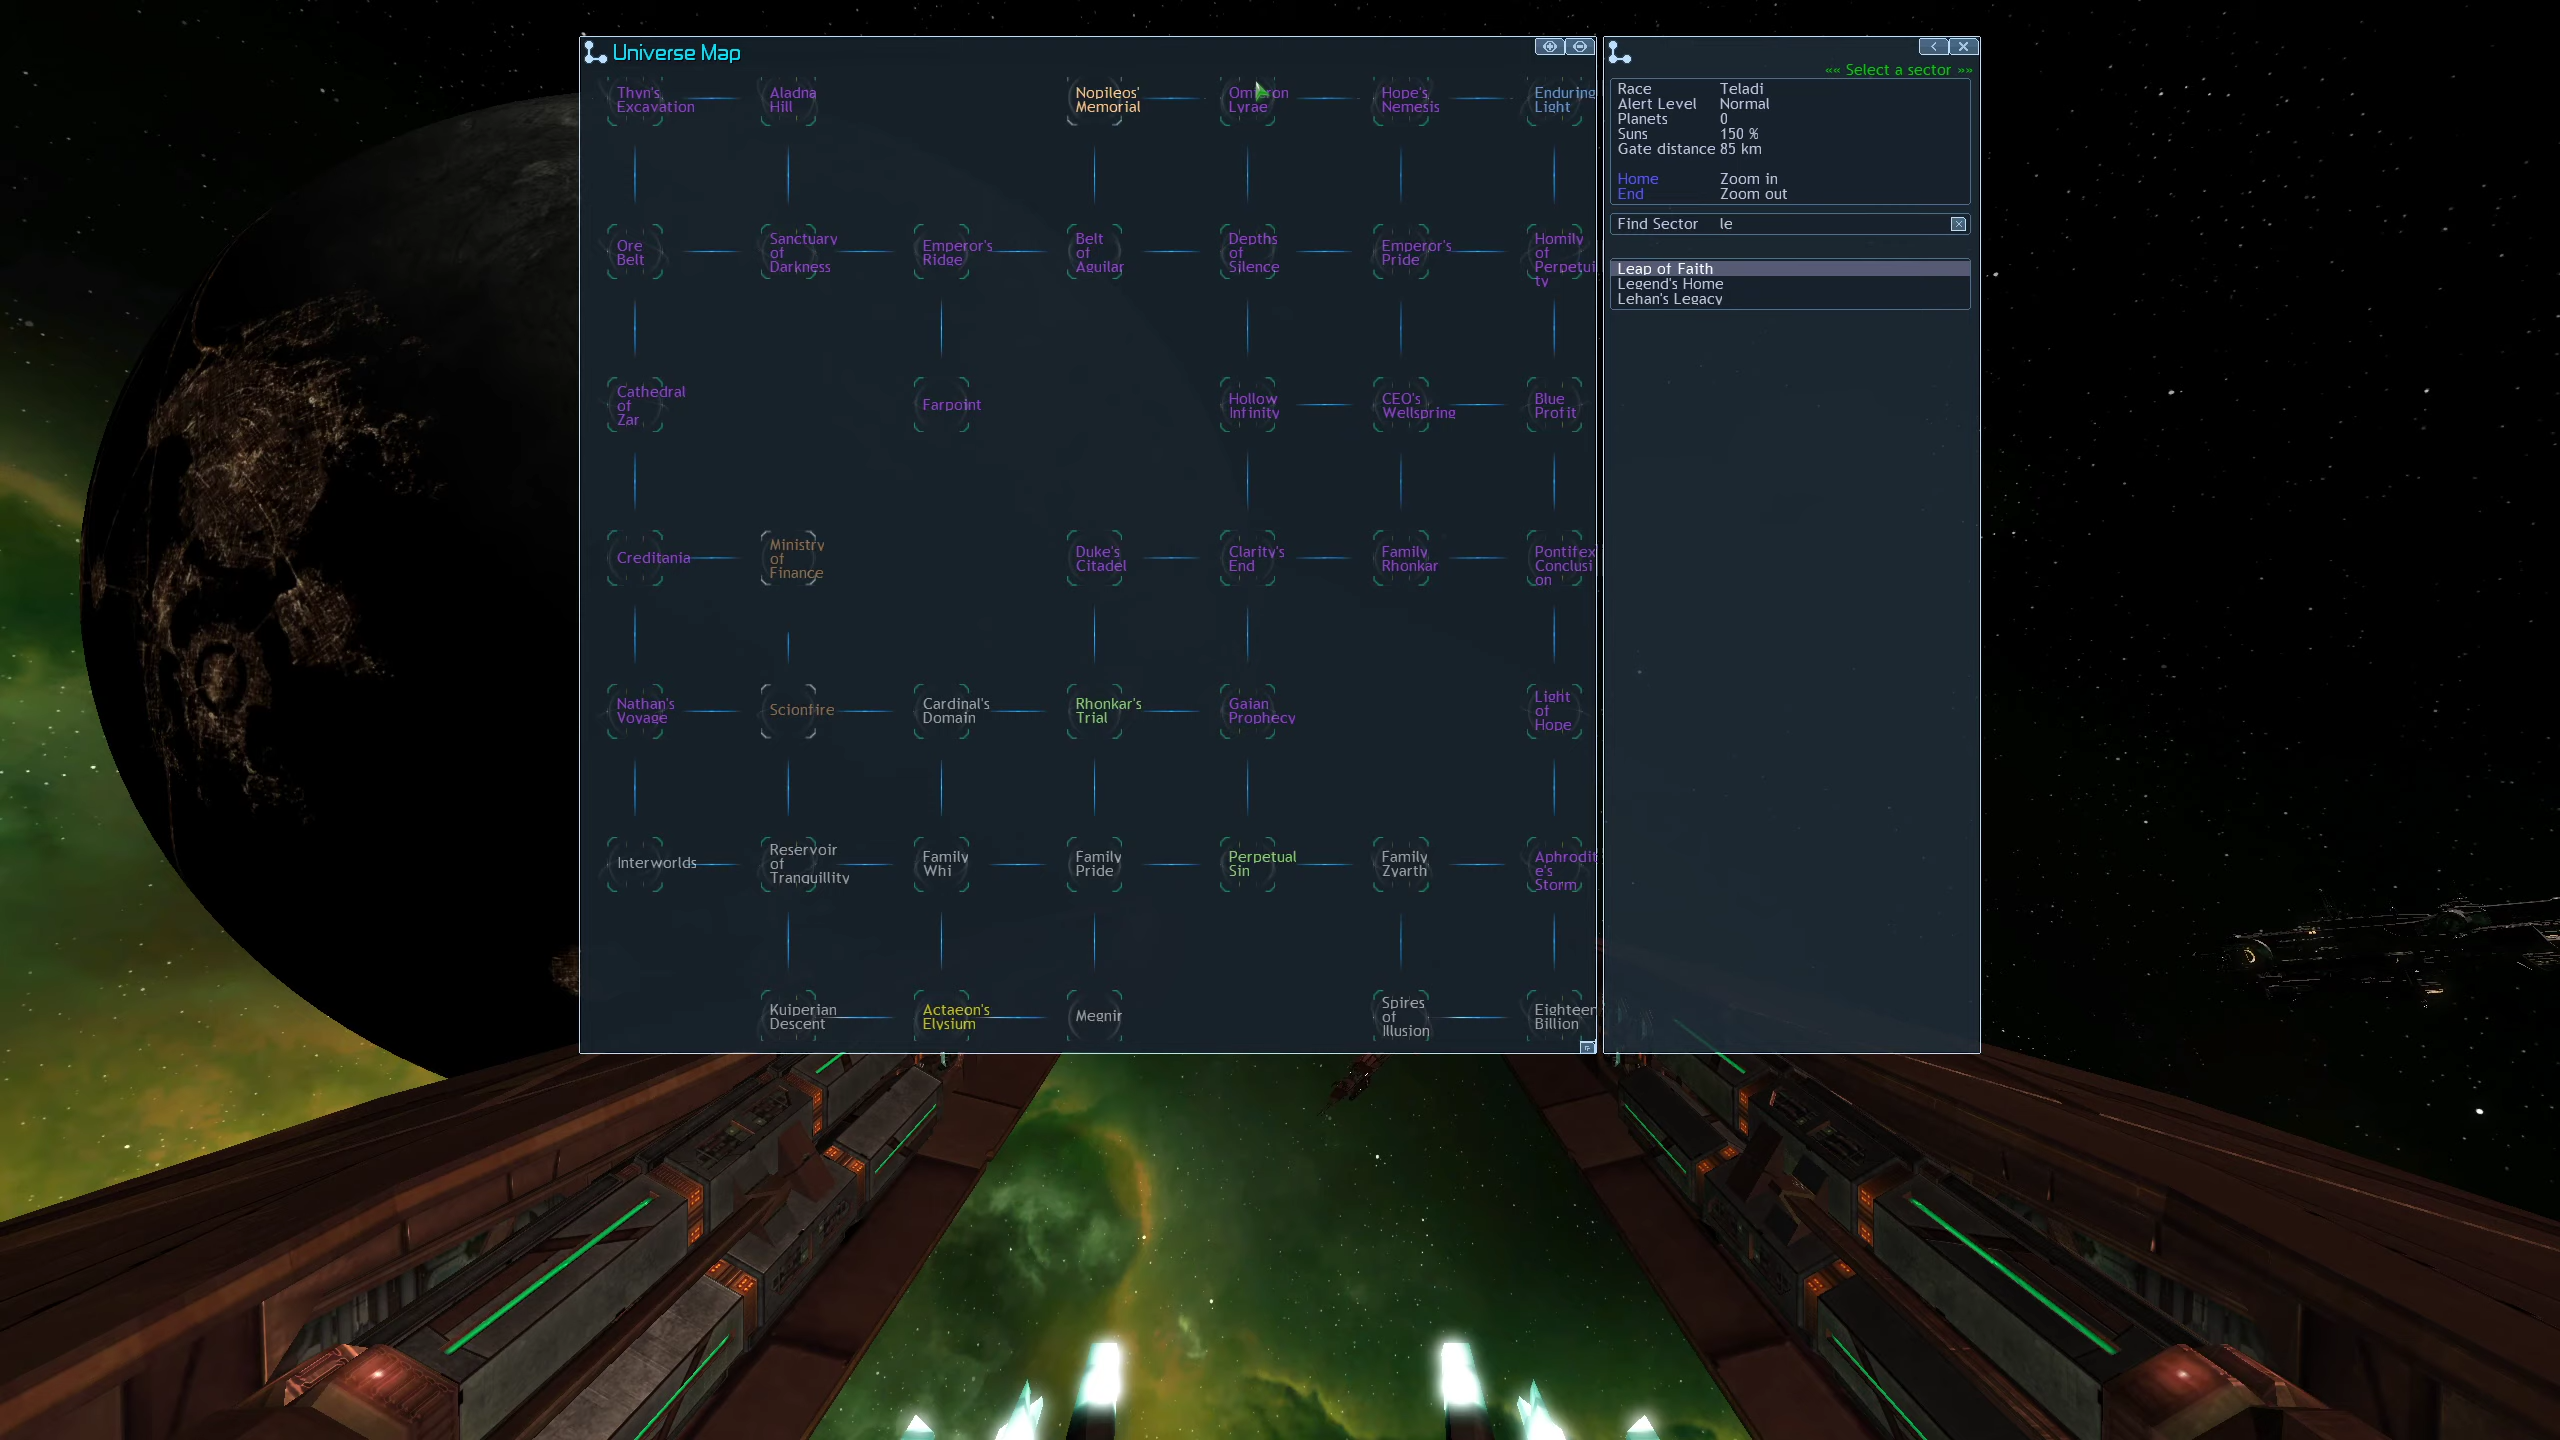 Universe Map
Thyn's
Excavation
Aladna
Hill
Nopileos'
Memorial
Omicron
Lyrae
Hope's
Nemesis
Enduring
Light
Ore
Belt
Sanctuary
of
Darkness
Emperor's
Ridge
Belt
of
Aguilar
Depths
of
Silence
Emperor's
Pride
Homily
of
Perpetui
ty
Cathedral
of
Zar
Farpoint
Hollow
Infinity
CEO's
Wellspring
Blue
Profit
Creditania
Ministry
of
Finance
Duke's
Citadel
Clarity's
End
Family
Rhonkar
Pontifex
Conclusi
on
Nathan's
Voyage
Scionfire
Cardinal's
Domain
Rhonkar's
Trial
Gaian
Prophecy
Light
of
Hope
Interworlds
Reservoir
of
Tranquillity
Family
Whi
Family
Pride
Perpetual
Sin
Family
Zyarth
Aphrodit
e's
Storm
Kuiperian
Descent
Actaeon's
Elysium
Megnir
Spires
of
Illusion
Eighteen
Billion
«« Select a sector »»
Race Teladi
Alert Level Normal
Planets 0
Suns 150 %
Gate distance 85 km
Home Zoom in
End Zoom out
Find Sector le
Leap of Faith
Legend's Home
Lehan's Legacy